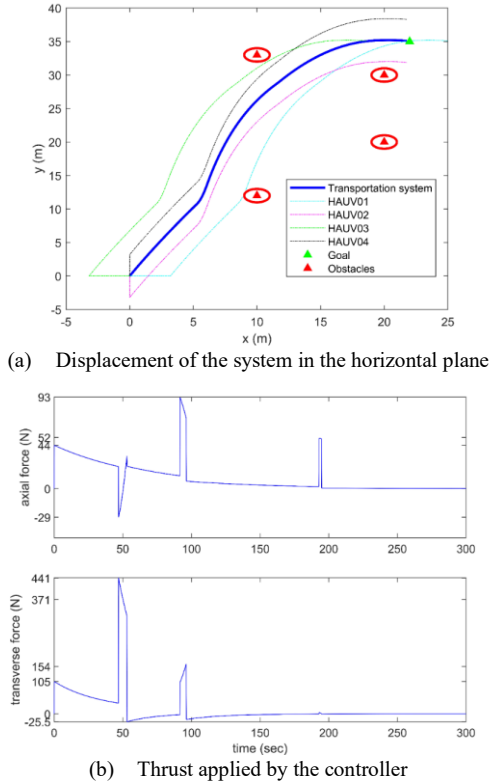 40
35
30
25
20
15
10
5
0
-5
y (m)
-5 0 5 10 15 20 25
x (m)
Transportation system
HAUV01
HAUV02
HAUV03
HAUV04
Goal
Obstacles
(a) Displacement of the system in the horizontal plane
93
52
44
0
-29
axial force (N)
0 50 100 150 200 250 300
441
371
154
105
0
-25.5
transverse force (N)
0 50 100 150 200 250 300
time (sec)
(b) Thrust applied by the controller